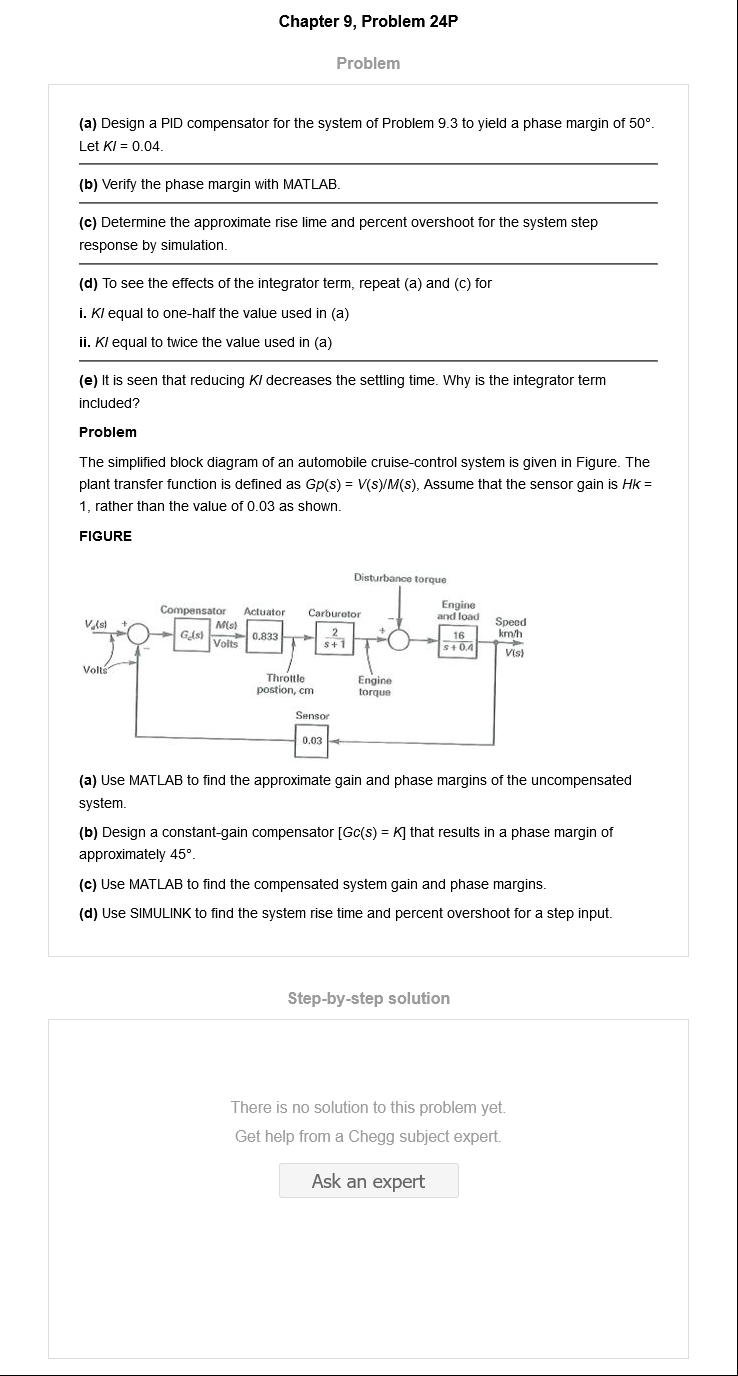 Chapter 9, Problem 24P
Problem
(a) Design a PID compensator for the system of Problem 9.3 to yield a phase margin of 50°.
Let KI = 0.04.
(b) Verify the phase margin with MATLAB.
(c) Determine the approximate rise lime and percent overshoot for the system step
response by simulation.
(d) To see the effects of the integrator term, repeat (a) and (c) for
i. KI equal to one-half the value used in (a)
ii. KI equal to twice the value used in (a)
(e) It is seen that reducing KI decreases the settling time. Why is the integrator term
included?
Problem
The simplified block diagram of an automobile cruise-control system is given in Figure. The
plant transfer function is defined as Gp(s) = V(s)/M(s), Assume that the sensor gain is Hk =
1, rather than the value of 0.03 as shown.
FIGURE
Disturbance torque
Compensator Actuator Carburetor
Engine
and load
Speed
km/h
V(s)
Vd(s) +
Gc(s)
M(s)
Volts
0.833
2
s+1
+
−
16
s+0.4
−
Volts
Throttle
postion, cm
Engine
torque
Sensor
0.03
(a) Use MATLAB to find the approximate gain and phase margins of the uncompensated
system.
(b) Design a constant-gain compensator [Gc(s) = K] that results in a phase margin of
approximately 45°.
(c) Use MATLAB to find the compensated system gain and phase margins.
(d) Use SIMULINK to find the system rise time and percent overshoot for a step input.
Step-by-step solution
There is no solution to this problem yet.
Get help from a Chegg subject expert.
Ask an expert